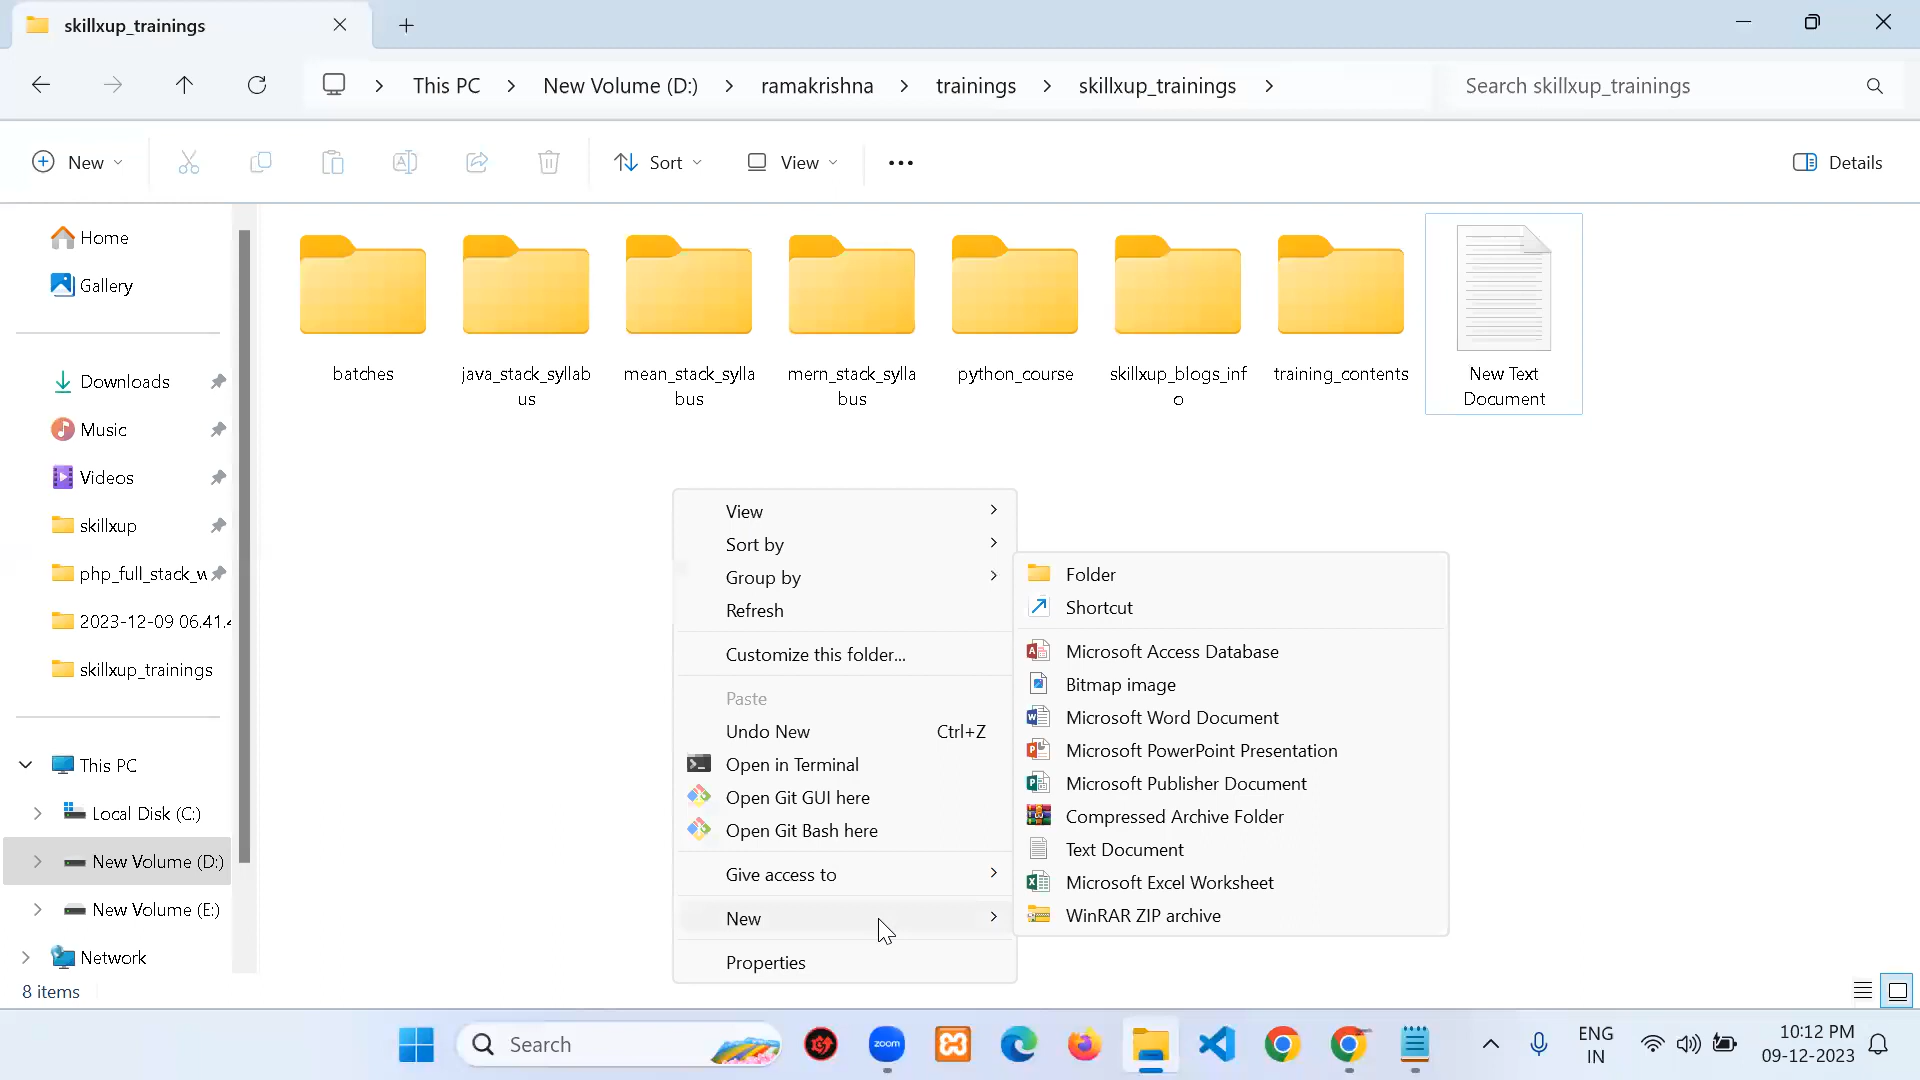 skillxup_trainings
This PC
New Volume (D:)
ramakrishna
trainings
skillxup_trainings
Search skillxup_trainings
New
Sort
View
Details
Home
Gallery
Downloads
Music
Videos
skillxup
php_full_stack_w
2023-12-09 06.41.4
skillxup_trainings
This PC
Local Disk (C:)
New Volume (D:)
New Volume (E:)
Network
batches
java_stack_syllab
us
mean_stack_sylla
bus
mern_stack_sylla
bus
python_course
skillxup_blogs_inf
o
training_contents
New Text
Document
View
Sort by
Group by
Refresh
Customize this folder...
Paste
Undo New Ctrl+Z
Open in Terminal
Open Git GUI here
Open Git Bash here
Give access to
New
Properties
Folder
Shortcut
Microsoft Access Database
Bitmap image
Microsoft Word Document
Microsoft PowerPoint Presentation
Microsoft Publisher Document
Compressed Archive Folder
Text Document
Microsoft Excel Worksheet
WinRAR ZIP archive
8 items
Search
zoom
ENG
IN
10:12 PM
09-12-2023